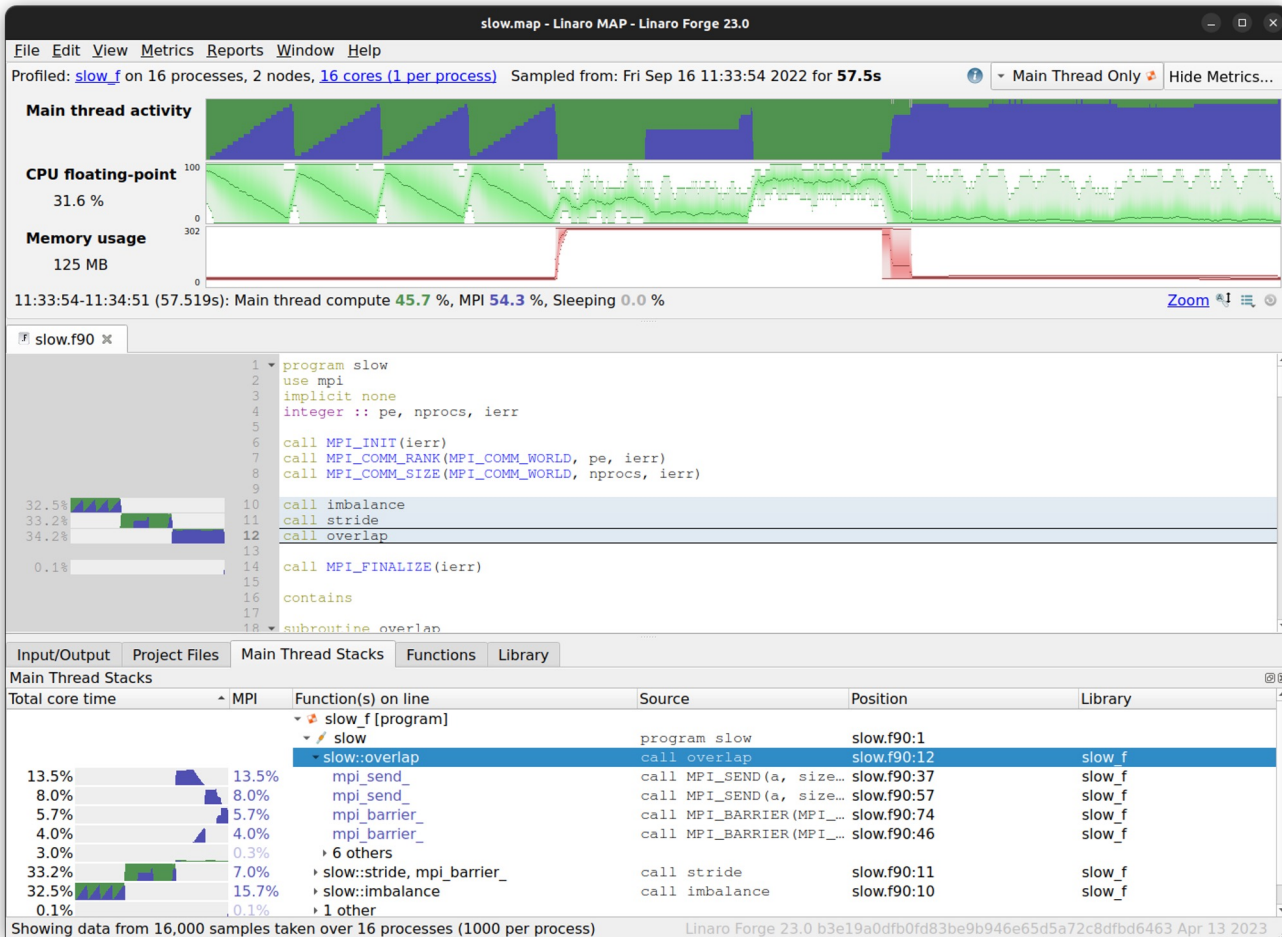 slow.map - Linaro MAP - Linaro Forge 23.0
File Edit View Metrics Reports Window Help
Profiled: slow_f on 16 processes, 2 nodes, 16 cores (1 per process) Sampled from: Fri Sep 16 11:33:54 2022 for 57.5s Main Thread Only Hide Metrics...
Main thread activity
CPU floating-point 100
31.6 %
0
Memory usage 302
125 MB
0
11:33:54-11:34:51 (57.519s): Main thread compute 45.7 %, MPI 54.3 %, Sleeping 0.0 % Zoom
slow.f90
1 program slow
2 use mpi
3 implicit none
4 integer :: pe, nprocs, ierr
5
6 call MPI_INIT(ierr)
7 call MPI_COMM_RANK(MPI_COMM_WORLD, pe, ierr)
8 call MPI_COMM_SIZE(MPI_COMM_WORLD, nprocs, ierr)
9
32.5% 10 call imbalance
33.2% 11 call stride
34.2% 12 call overlap
13
0.1% 14 call MPI_FINALIZE(ierr)
15
16 contains
17
18 subroutine overlap
Input/Output Project Files Main Thread Stacks Functions Library
Main Thread Stacks
Total core time MPI Function(s) on line Source Position Library
slow_f [program]
slow program slow slow.f90:1
slow::overlap call overlap slow.f90:12 slow_f
13.5% 13.5% mpi_send_ call MPI_SEND(a, size... slow.f90:37 slow_f
8.0% 8.0% mpi_send_ call MPI_SEND(a, size... slow.f90:57 slow_f
5.7% 5.7% mpi_barrier_ call MPI_BARRIER(MPI_... slow.f90:74 slow_f
4.0% 4.0% mpi_barrier_ call MPI_BARRIER(MPI_... slow.f90:46 slow_f
3.0% 0.3% 6 others
33.2% 7.0% slow::stride, mpi_barrier_ call stride slow.f90:11 slow_f
32.5% 15.7% slow::imbalance call imbalance slow.f90:10 slow_f
0.1% 0.1% 1 other
Showing data from 16,000 samples taken over 16 processes (1000 per process) Linaro Forge 23.0 b3e19a0dfb0fd83be9b946e65d5a72c8dfbd6463 Apr 13 2023